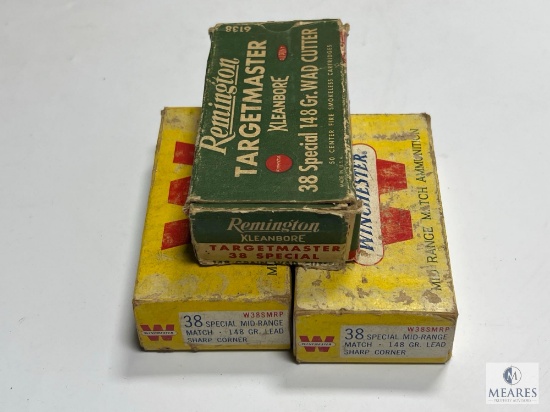 6138
Remington
TARGETMASTER
KLEANBORE
38 Special 148 Gr. WAD CUTTER
50 CENTER FIRE SMOKELESS CARTRIDGES
Remington
KLEANBORE
TARGETMASTER
38 SPECIAL
WINCHESTER
MID RANGE MATCH AMMUNITION
W38SMRP
38 SPECIAL MID-RANGE
MATCH - 148 GR. LEAD
SHARP CORNER
W
WINCHESTER
W38SMRP
38 SPECIAL MID-RANGE
MATCH - 148 GR. LEAD
SHARP CORNER
W
WINCHESTER
M
MEARES